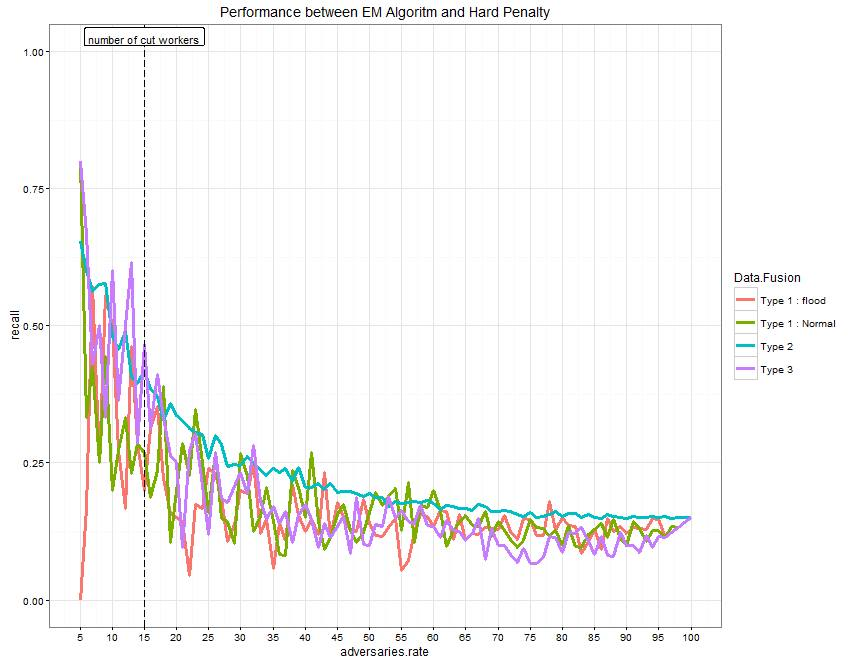 Performance between EM Algoritm and Hard Penalty
number of cut workers
1.00
0.75
0.50
0.25
0.00
recall
5 10 15 20 25 30 35 40 45 50 55 60 65 70 75 80 85 90 95 100
adversaries.rate
Data.Fusion
Type 1 : flood
Type 1 : Normal
Type 2
Type 3